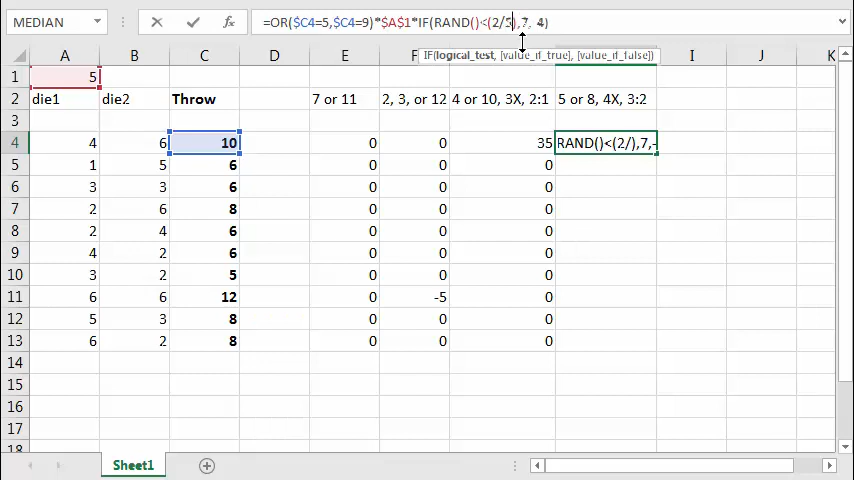 MEDIAN fx =OR($C4=5,$C4=9)*$A$1*IF(RAND()<(2/5),7, 4)
IF(logical_test, [value_if_true], [value_if_false])
1 5
2 die1 die2 Throw 7 or 11 2, 3, or 12 4 or 10, 3X, 2:1 5 or 8, 4X, 3:2
3
4 4 6 10 0 0 35 RAND()<(2/),7,-
5 1 5 6 0 0 0
6 3 3 6 0 0 0
7 2 6 8 0 0 0
8 2 4 6 0 0 0
9 4 2 6 0 0 0
10 3 2 5 0 0 0
11 6 6 12 0 -5 0
12 5 3 8 0 0 0
13 6 2 8 0 0 0
14
15
16
17
18
A B C D E F I J K
Sheet1